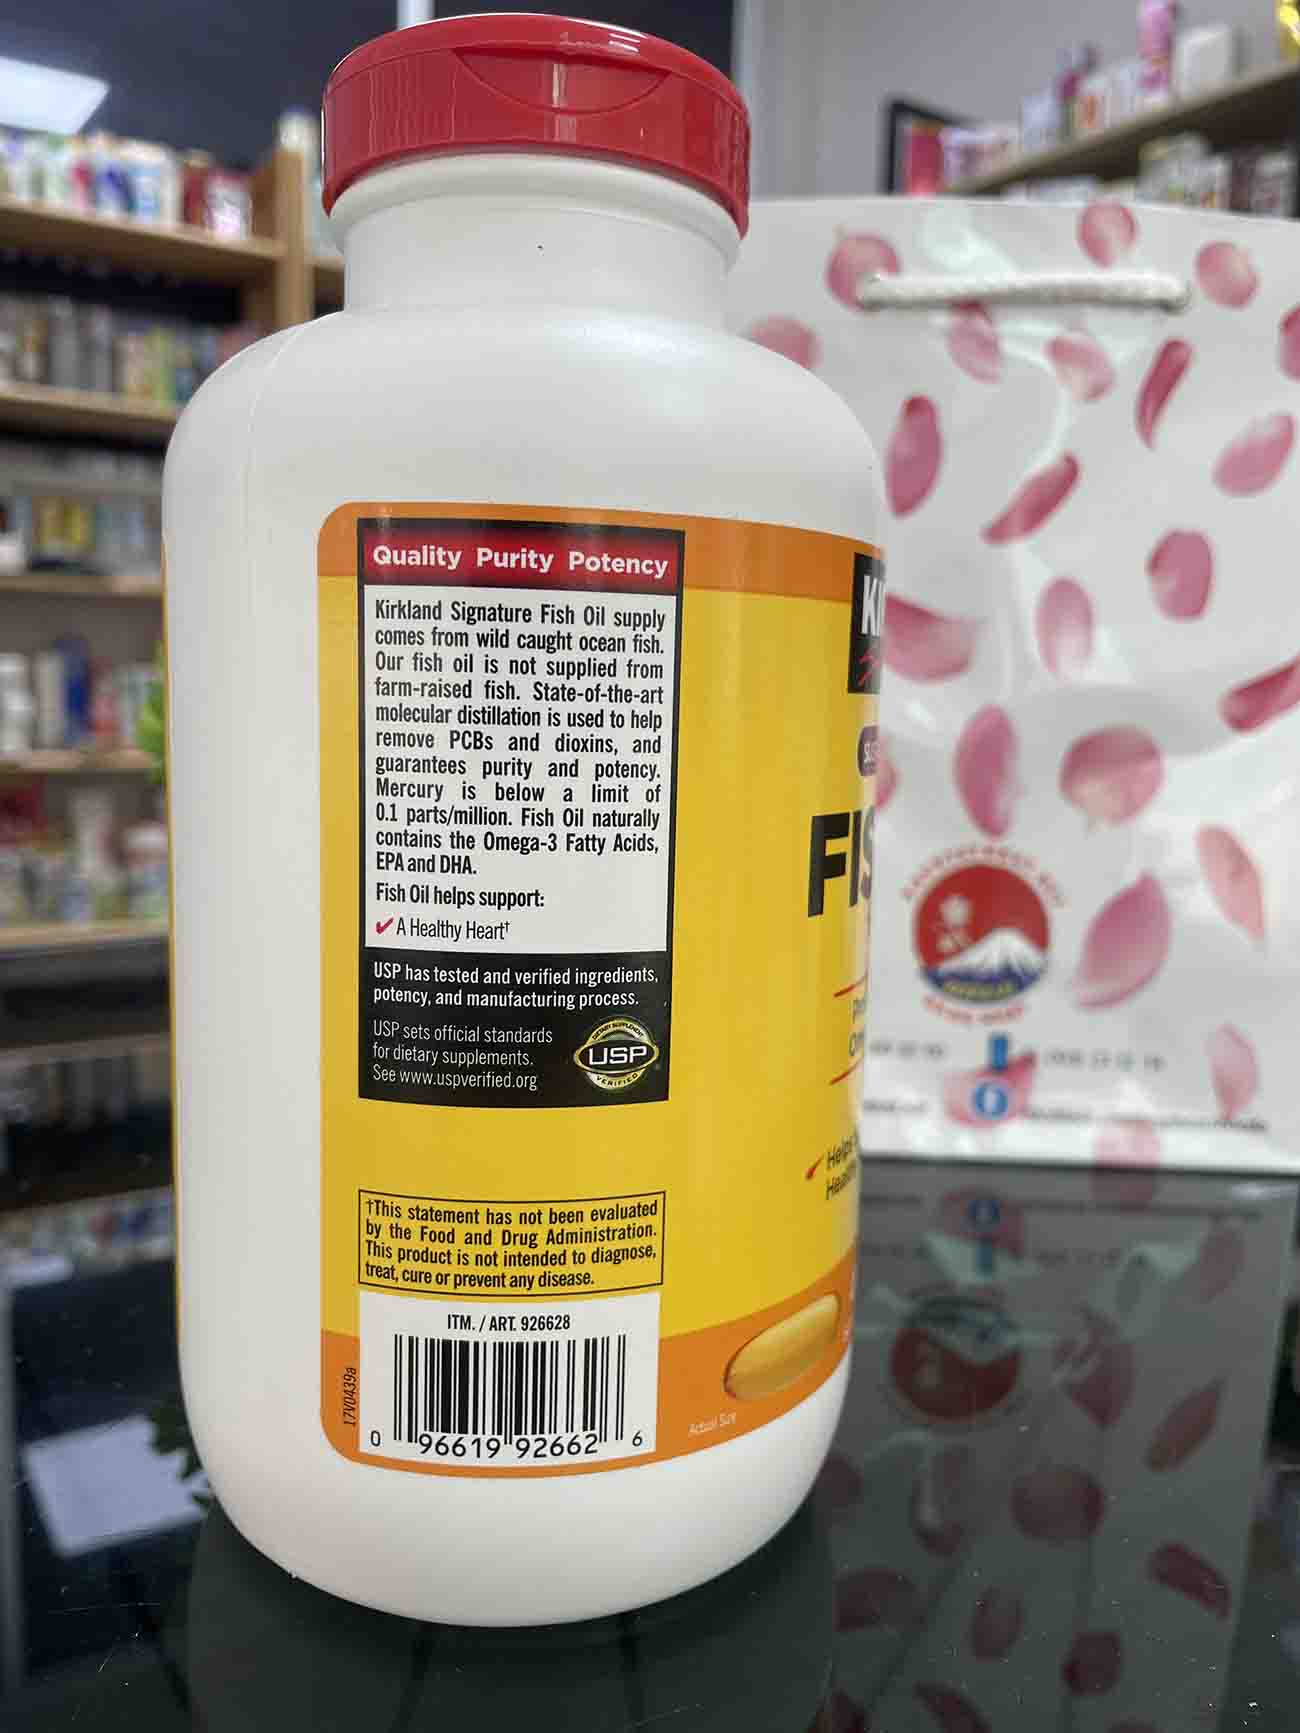 Quality Purity Potency
Kirkland Signature Fish Oil supply
comes from wild caught ocean fish.
Our fish oil is not supplied from
farm-raised fish. State-of-the-art
molecular distillation is used to help
remove PCBs and dioxins, and
guarantees purity and potency.
Mercury is below a limit of
0.1 parts/million. Fish Oil naturally
contains the Omega-3 Fatty Acids,
EPA and DHA.
Fish Oil helps support:
✓ A Healthy Heart†
USP has tested and verified ingredients,
potency, and manufacturing process.
USP sets official standards
for dietary supplements.
See www.uspverified.org
DIETARY SUPPLEMENT
USP
VERIFIED
†This statement has not been evaluated
by the Food and Drug Administration.
This product is not intended to diagnose,
treat, cure or prevent any disease.
ITM. / ART. 926628
17V0439a
0 96619 92662 6
Actual Size
KI
FIS
Helps